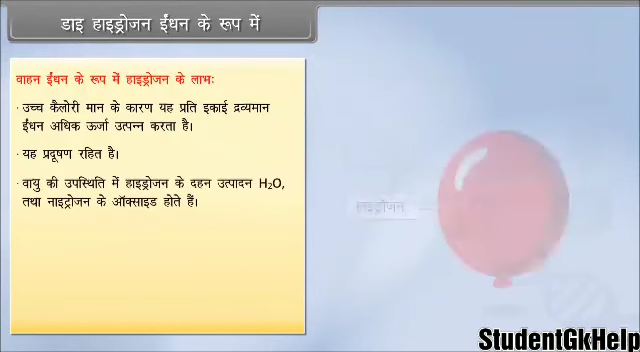 डाइ हाइड्रोजन ईंधन के रूप में
वाहन ईंधन के रूप में हाइड्रोजन के लाभः
· उच्च कैलोरी मान के कारण यह प्रति इकाई द्रव्यमान
ईंधन अधिक ऊर्जा उत्पन्न करता है।
· यह प्रदूषण रहित है।
· वायु की उपस्थिति में हाइड्रोजन के दहन उत्पादन H₂O,
तथा नाइट्रोजन के ऑक्साइड होते हैं।
हाइड्रोजन
StudentGkHelp